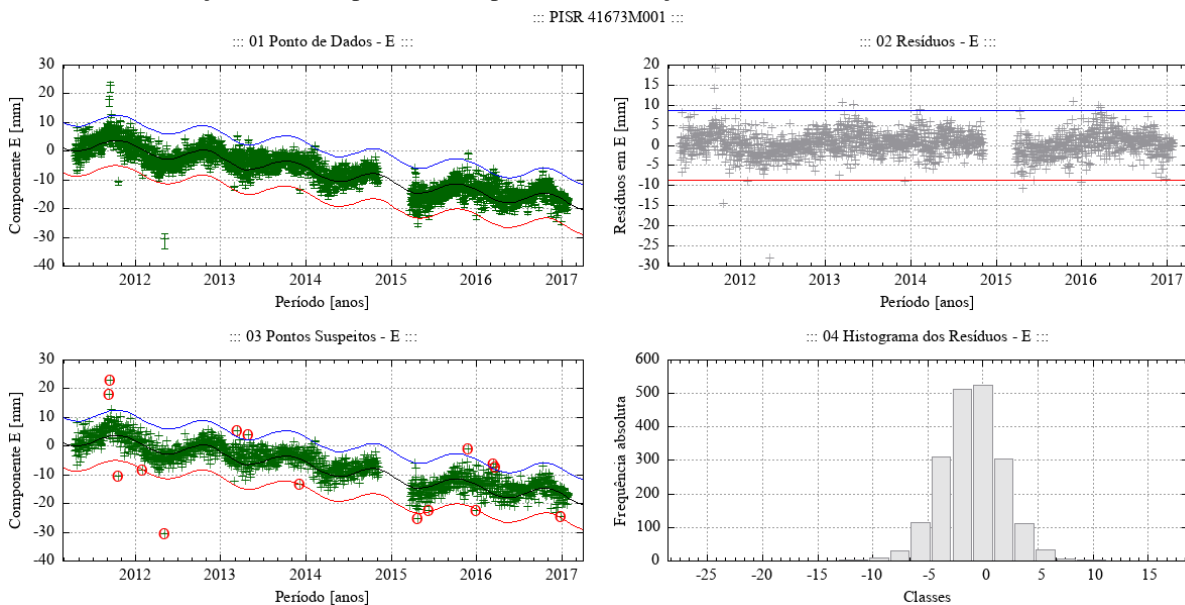 ::: PISR 41673M001 :::
::: 01 Ponto de Dados - E :::
30
20
10
0
-10
-20
-30
-40
Componente E [mm]
2012 2013 2014 2015 2016 2017
Período [anos]
::: 02 Resíduos - E :::
20
15
10
5
0
-5
-10
-15
-20
-25
-30
Resíduos em E [mm]
2012 2013 2014 2015 2016 2017
Período [anos]
::: 03 Pontos Suspeitos - E :::
30
20
10
0
-10
-20
-30
-40
Componente E [mm]
2012 2013 2014 2015 2016 2017
Período [anos]
::: 04 Histograma dos Resíduos - E :::
600
500
400
300
200
100
0
Frequência absoluta
-25 -20 -15 -10 -5 0 5 10 15
Classes